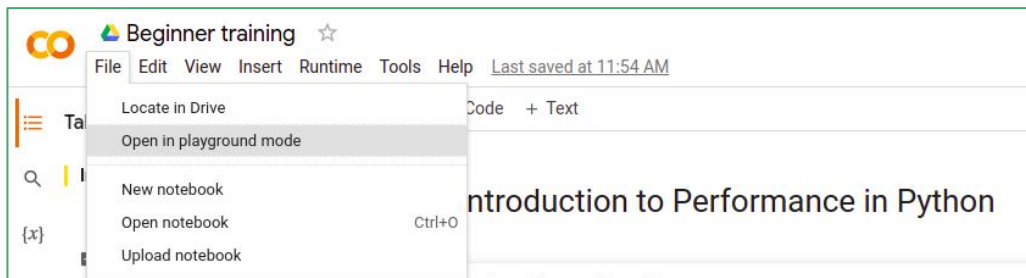 CO Beginner training
File Edit View Insert Runtime Tools Help Last saved at 11:54 AM
Locate in Drive
Code + Text
Open in playground mode
New notebook
ntroduction to Performance in Python
Open notebook Ctrl+O
{x}
Upload notebook